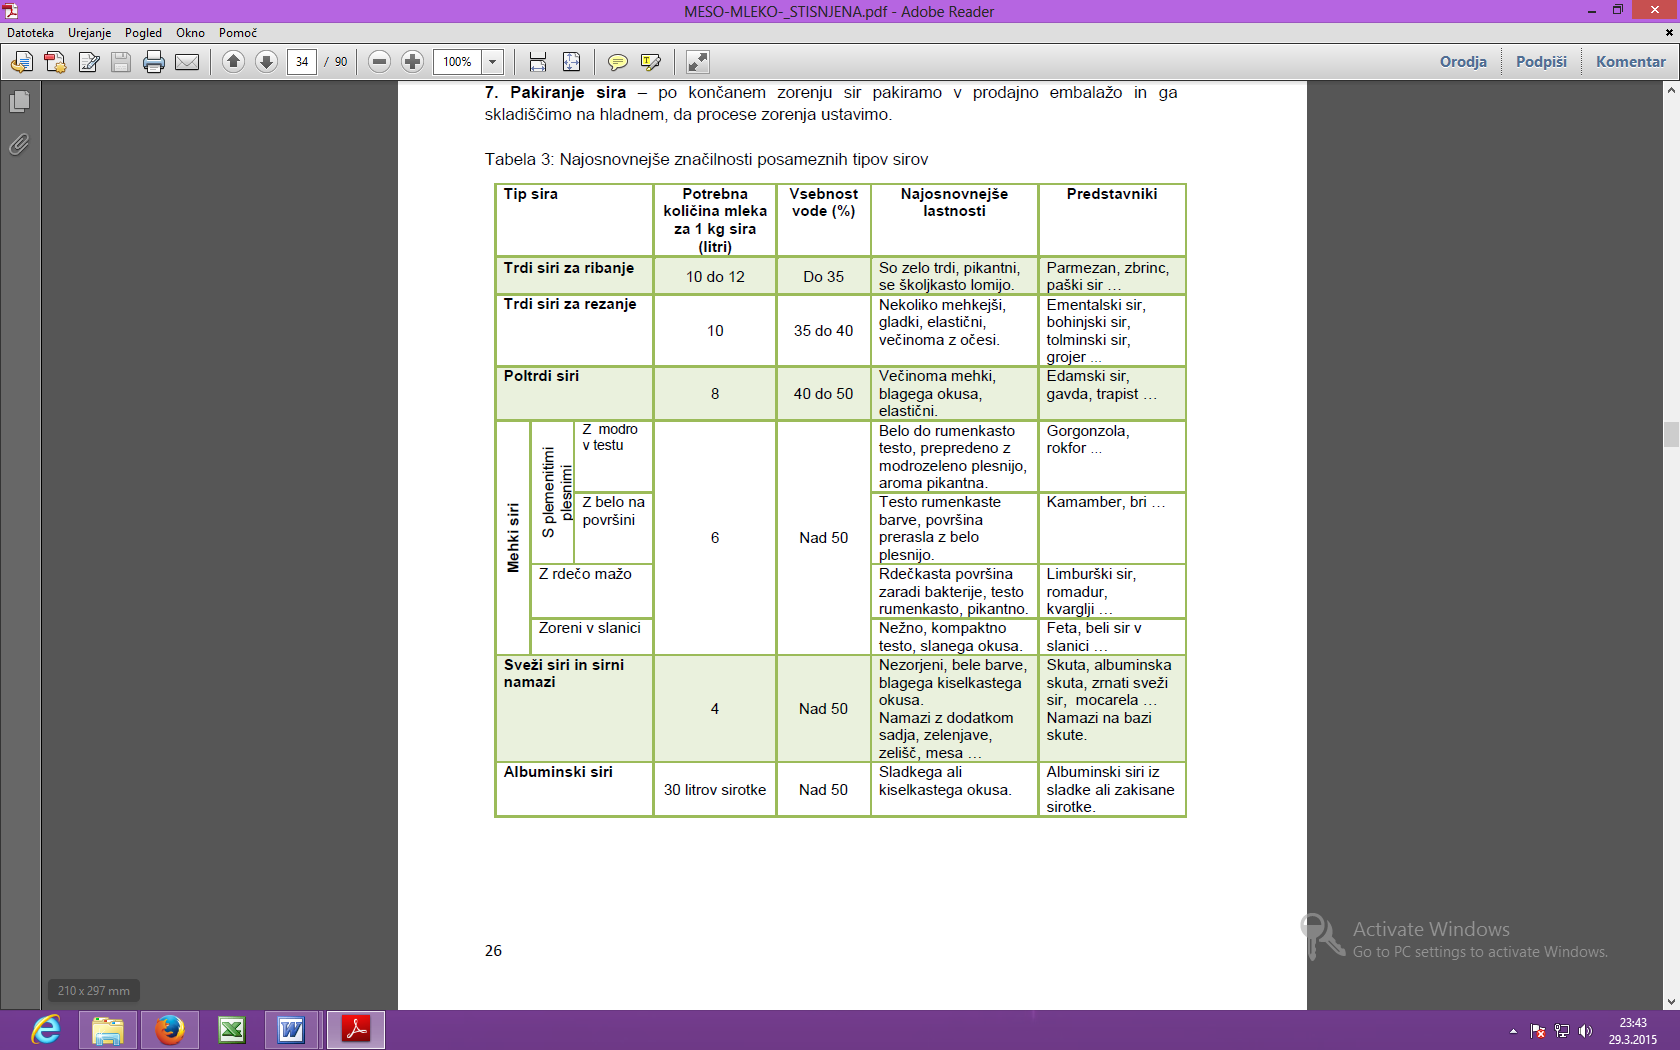 MESO-MLEKO-_STISNJENA.pdf - Adobe Reader
Datoteka Urejanje Pogled Okno Pomoč
34 / 90 100% Orodja Podpiši Komentar
7. Pakiranje sira – po končanem zorenju sir pakiramo v prodajno embalažo in ga
skladiščimo na hladnem, da procese zorenja ustavimo.
Tabela 3: Najosnovnejše značilnosti posameznih tipov sirov
Tip sira
Potrebna
količina mleka
za 1 kg sira
(litri)
Vsebnost
vode (%)
Najosnovnejše
lastnosti
Predstavniki
Trdi siri za ribanje
10 do 12
Do 35
So zelo trdi, pikantni,
se školjkasto lomijo.
Parmezan, zbrinc,
paški sir ...
Trdi siri za rezanje
10
35 do 40
Nekoliko mehkejši,
gladki, elastični,
večinoma z očesi.
Ementalski sir,
bohinjski sir,
tolminski sir,
grojer ...
Poltrdi siri
8
40 do 50
Večinoma mehki,
blagega okusa,
elastični.
Edamski sir,
gavda, trapist ...
Mehki siri
S plemenitimi
plesnimi
Z modro
v testu
6
Nad 50
Belo do rumenkasto
testo, prepredeno z
modrozeleno plesnijo,
aroma pikantna.
Gorgonzola,
rokfor ...
Z belo na
površini
Testo rumenkaste
barve, površina
prerasla z belo
plesnijo.
Kamamber, bri ...
Z rdečo mažo
Rdečkasta površina
zaradi bakterije, testo
rumenkasto, pikantno.
Limburški sir,
romadur,
kvarglji ...
Zoreni v slanici
Nežno, kompaktno
testo, slanega okusa.
Feta, beli sir v
slanici ...
Sveži siri in sirni
namazi
4
Nad 50
Nezorjeni, bele barve,
blagega kiselkastega
okusa.
Namazi z dodatkom
sadja, zelenjave,
zelišč, mesa ...
Skuta, albuminska
skuta, zrnati sveži
sir, mocarela ...
Namazi na bazi
skute.
Albuminski siri
30 litrov sirotke
Nad 50
Sladkega ali
kiselkastega okusa.
Albuminski siri iz
sladke ali zakisane
sirotke.
26
Activate Windows
Go to PC settings to activate Windows.
210 x 297 mm
23:43
29.3.2015